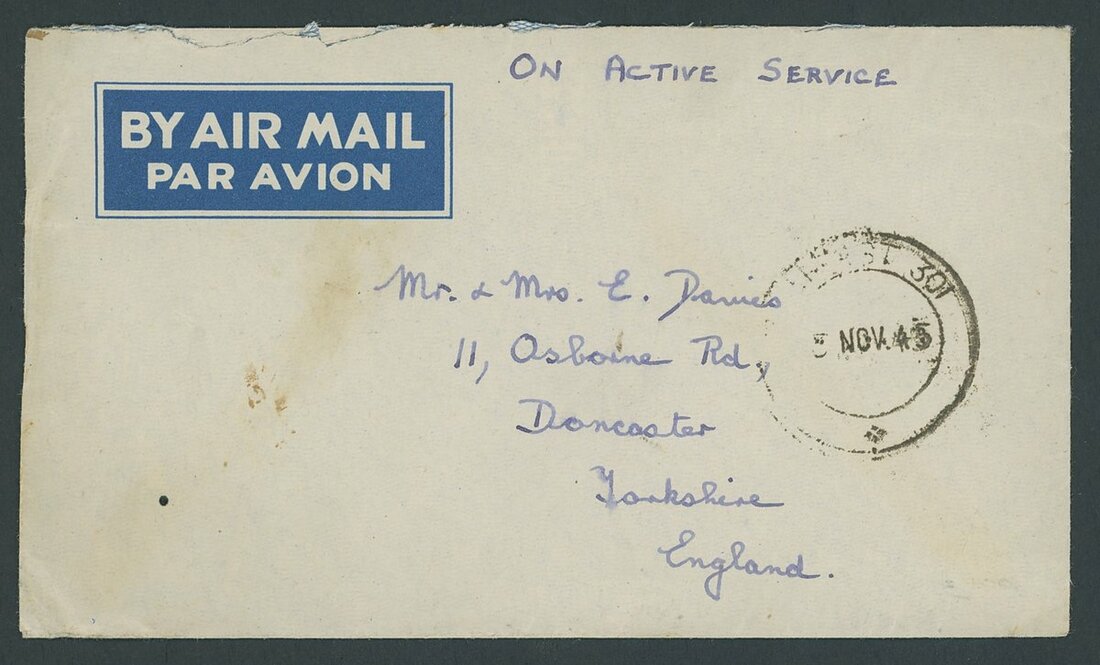 ON ACTIVE SERVICE
BY AIR MAIL
PAR AVION
Mr. & Mrs. E. Davies
11, Osborne Rd,
Doncaster
Yorkshire
England.
301
NOV. 45